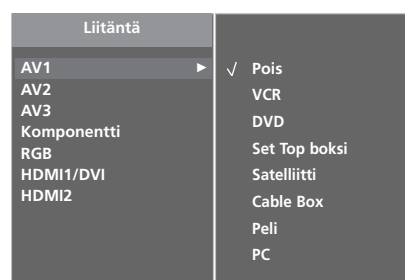 Liitäntä
AV1
AV2
AV3
Komponentti
RGB
HDMI1/DVI
HDMI2
Pois
VCR
DVD
Set Top boksi
Satelliitti
Cable Box
Peli
PC